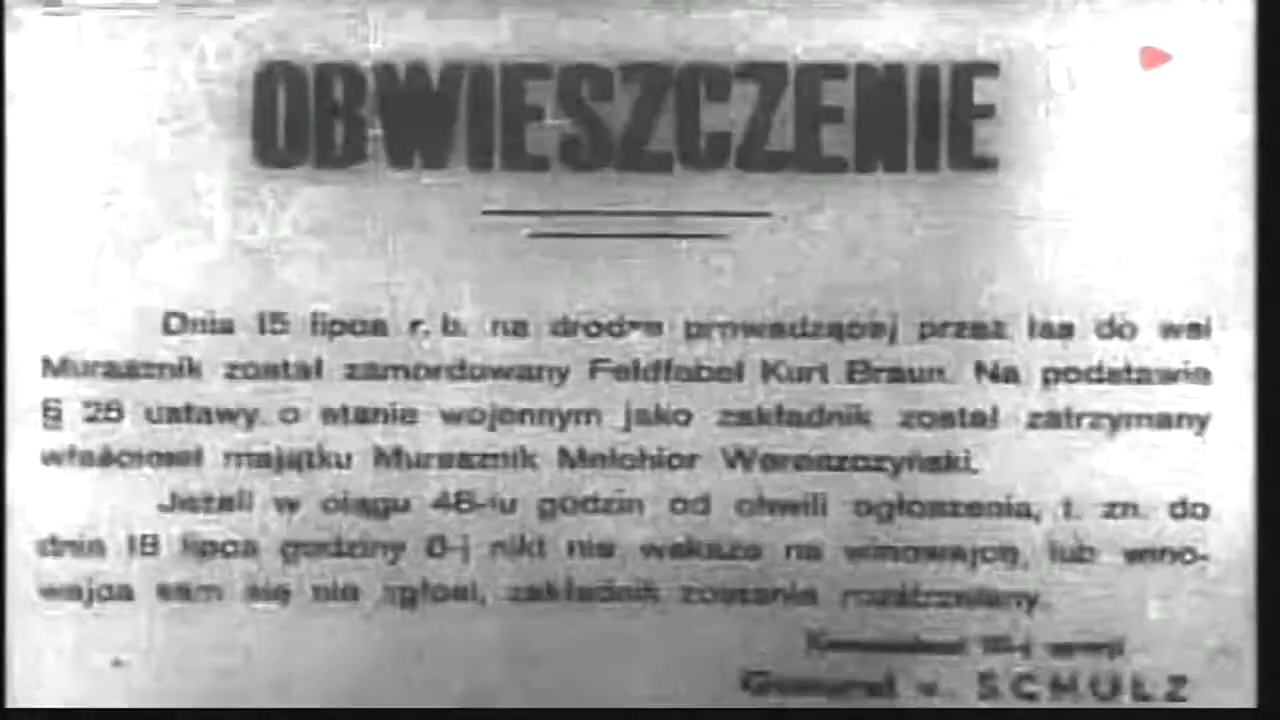 OBWIESZCZENIE
Dnia 15 lipca r. b. na drodze prowadzącej przez las do wsi
Murasznik został zamordowany Feldfebel Kurt Braun. Na podstawie
§ 28 ustawy o stanie wojennym jako zakładnik został zatrzymany
właściciel majątku Murasznik Melchior Woroszczyński.
Jeżeli w ciągu 48-iu godzin od chwili ogłoszenia, t. zn. do
dnia 18 lipca godziny 6-j nikt nie wskaże na winowajcę, lub wino-
wajca sam się nie zgłosi, zakładnik zostanie rozstrzelany.
Generał v. SCHULZ